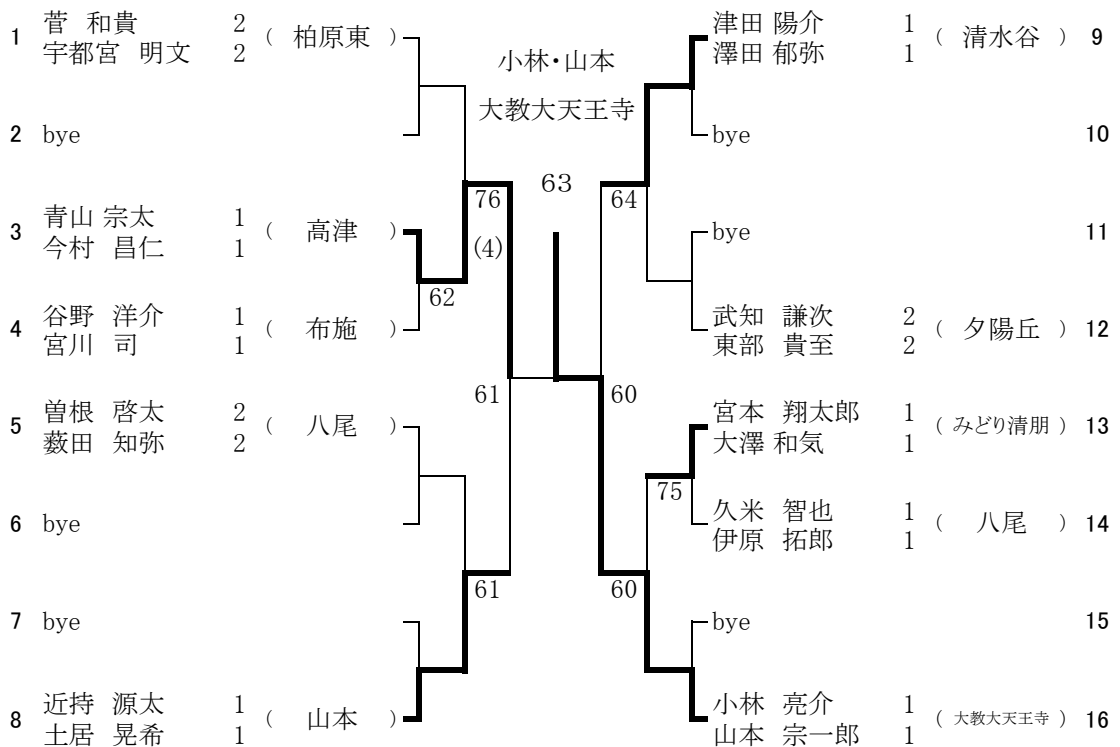 小林・山本
大教大天王寺
63
1 菅 和貴 2 ( 柏原東 )
宇都宮 明文 2
2 bye
3 青山 宗太 1 ( 高津 )
今村 昌仁 1
4 谷野 洋介 1 ( 布施 )
宮川 司 1
5 曽根 啓太 2 ( 八尾 )
薮田 知弥 2
6 bye
7 bye
8 近持 源太 1 ( 山本 )
土居 晃希 1
62
76
(4)
61
61
津田 陽介 1 ( 清水谷 ) 9
澤田 郁弥 1
bye 10
bye 11
武知 謙次 2 ( 夕陽丘 ) 12
東部 貴至 2
宮本 翔太郎 1 ( みどり清朋 ) 13
大澤 和気 1
久米 智也 1 ( 八尾 ) 14
伊原 拓郎 1
bye 15
小林 亮介 1 ( 大教大天王寺 ) 16
山本 宗一郎 1
64
60
75
60